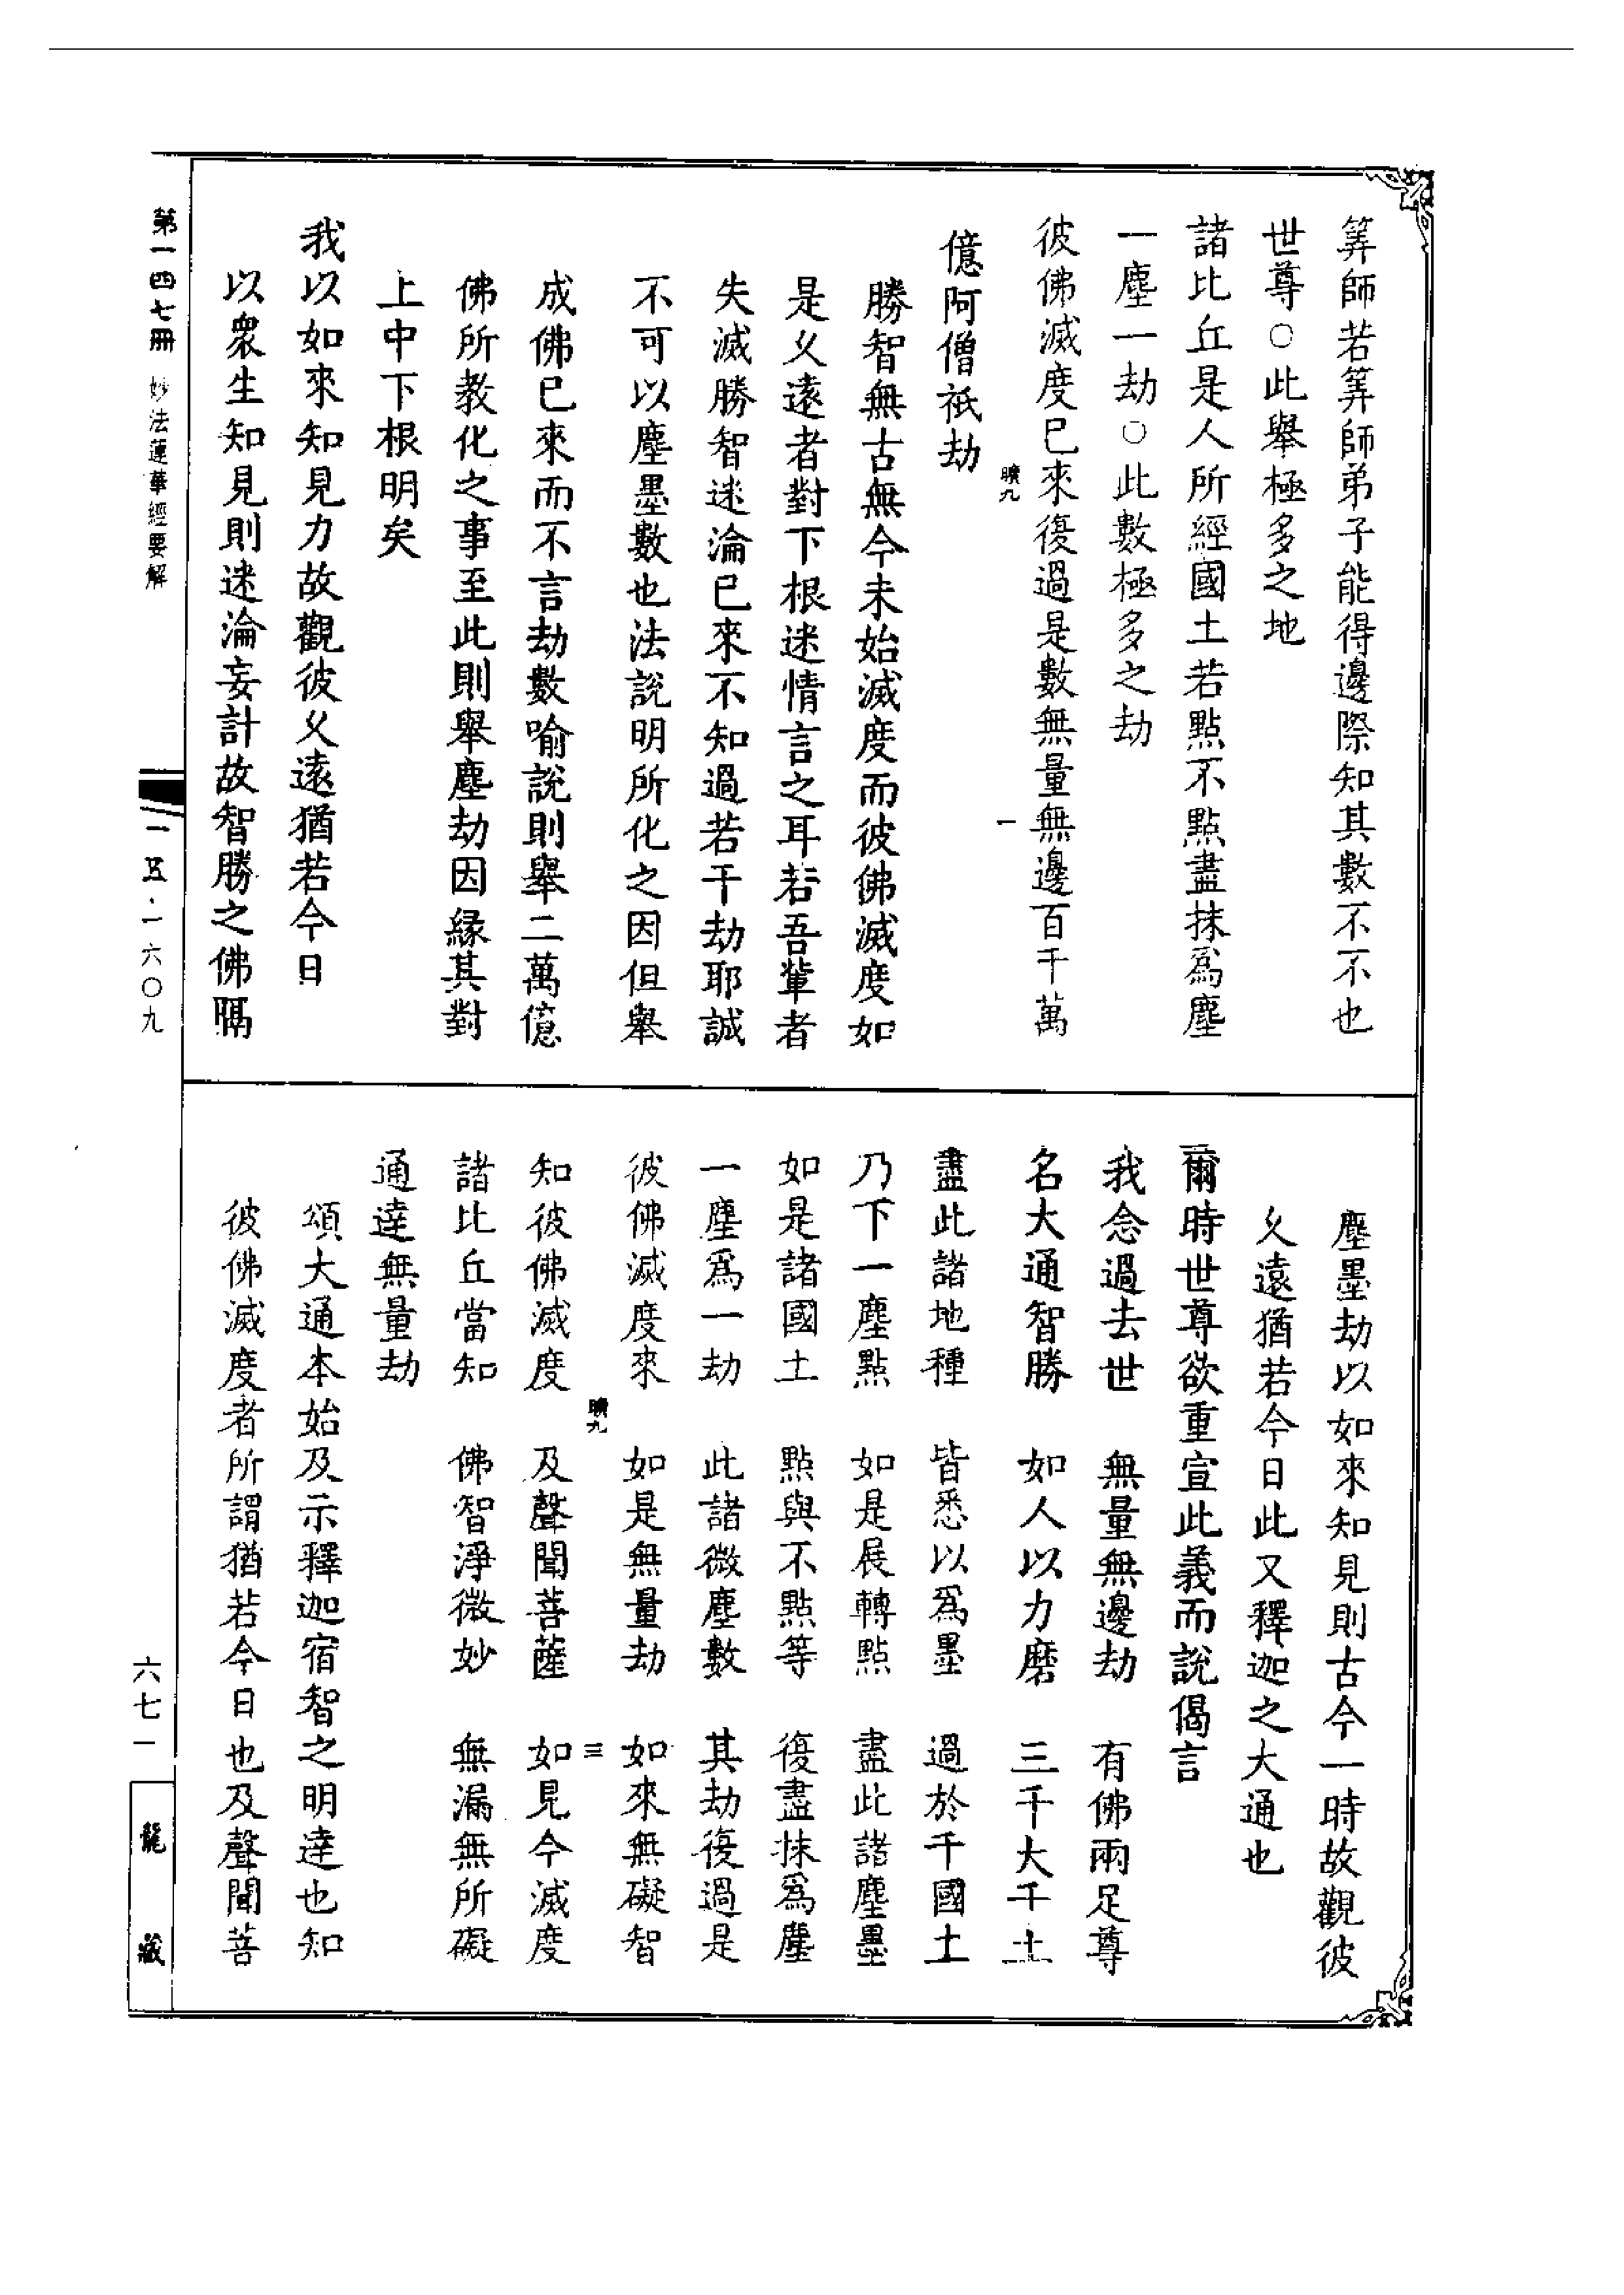 筭師若筭師弟子能得邊際知其數不不也
世尊○此舉極多之地
諸比丘是人所經國土若點不點盡抹爲塵
一塵一劫○此數極多之劫
彼佛滅度已來復過是數無量無邊百千萬
曠九 一
億阿僧祇劫
勝智無古無今未始滅度而彼佛滅度如
是久遠者對下根迷情言之耳若吾輩者
失滅勝智迷淪已來不知過若干劫耶誠
不可以塵墨數也法說明所化之因但舉
成佛已來而不言劫數喻說則舉二萬億
佛所教化之事至此則舉塵劫因緣其對
上中下根明矣
我以如來知見力故觀彼久遠猶若今日
以衆生知見則迷淪妄計故智勝之佛隔
塵墨劫以如來知見則古今一時故觀彼
久遠猶若今日此又釋迦之大通也
爾時世尊欲重宣此義而說偈言
我念過去世 無量無邊劫 有佛兩足尊
名大通智勝 如人以力磨 三千大千土
盡此諸地種 皆悉以爲墨 過於千國土
乃下一塵點 如是展轉點 盡此諸塵墨
如是諸國土 點與不點等 復盡抹爲塵
一塵爲一劫 此諸微塵數 其劫復過是
彼佛滅度來 如是無量劫 如來無礙智
曠九 三
知彼佛滅度 及聲聞菩薩 如見今滅度
諸比丘當知 佛智淨微妙 無漏無所礙
通達無量劫
頌大通本始及示釋迦宿智之明達也知
彼佛滅度者所謂猶若今日也及聲聞菩
第一四七冊 妙法蓮華經要解
一一五·一六〇九
六七一
龍藏